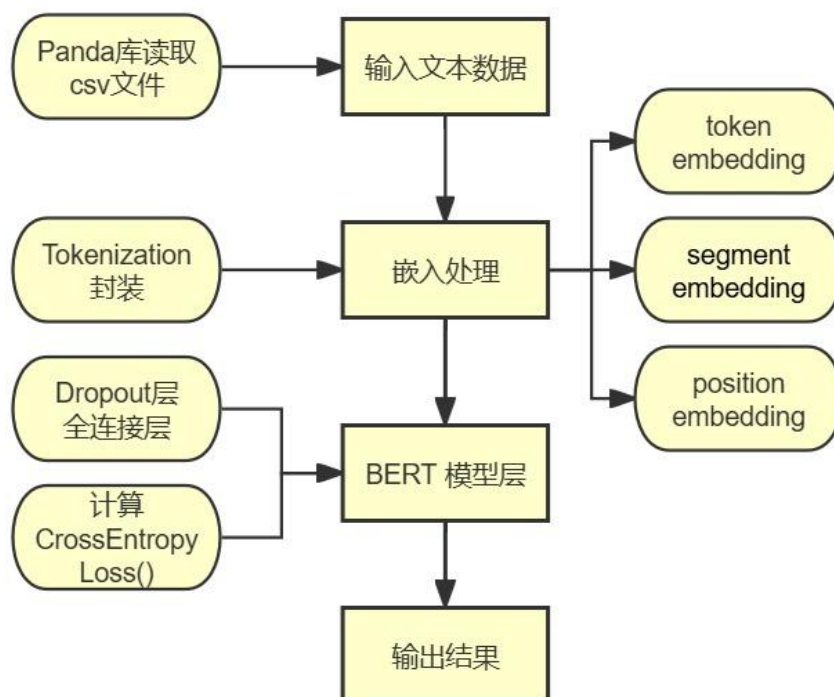 Panda库读取
csv文件
输入文本数据
token
embedding
Tokenization
封装
嵌入处理
segment
embedding
position
embedding
Dropout层
全连接层
BERT 模型层
计算
CrossEntropy
Loss()
输出结果